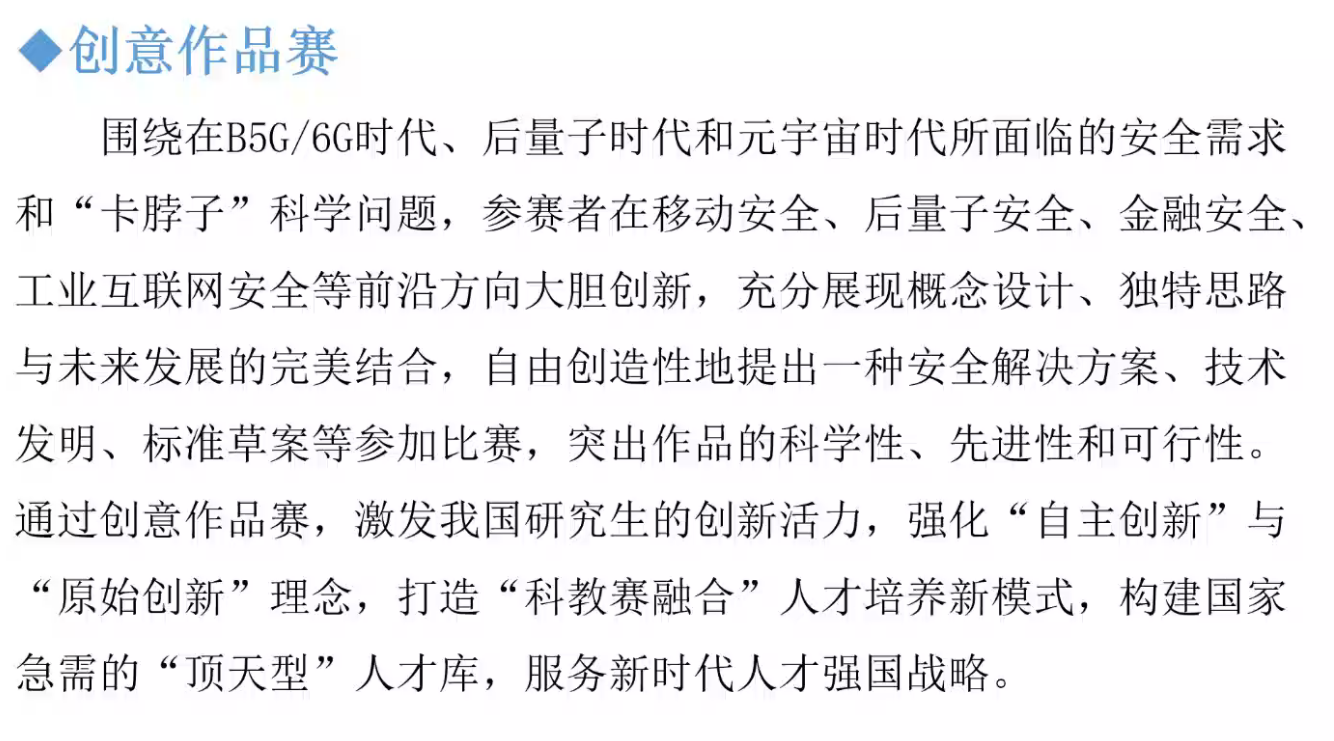 ◆创意作品赛
围绕在B5G/6G时代、后量子时代和元宇宙时代所面临的安全需求
和“卡脖子”科学问题，参赛者在移动安全、后量子安全、金融安全、
工业互联网安全等前沿方向大胆创新，充分展现概念设计、独特思路
与未来发展的完美结合，自由创造性地提出一种安全解决方案、技术
发明、标准草案等参加比赛，突出作品的科学性、先进性和可行性。
通过创意作品赛，激发我国研究生的创新活力，强化“自主创新”与
“原始创新”理念，打造“科教赛融合”人才培养新模式，构建国家
急需的“顶天型”人才库，服务新时代人才强国战略。